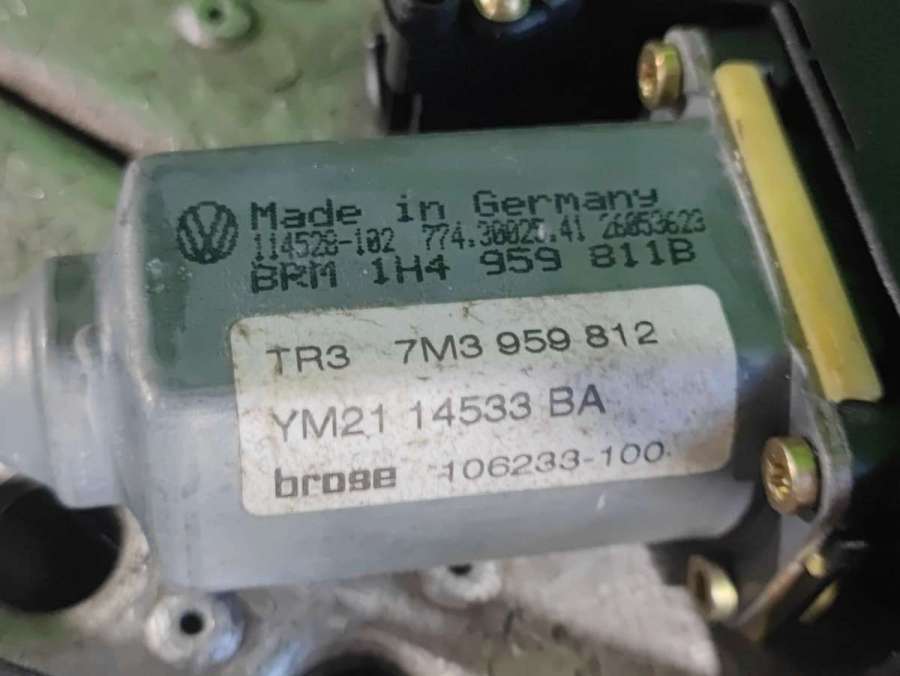 Made in Germany
114528-102 774.30025.41 26053623
BRM 1H4 959 811B
TR3 7M3 959 812
YM21 14533 BA
brose 106233-100